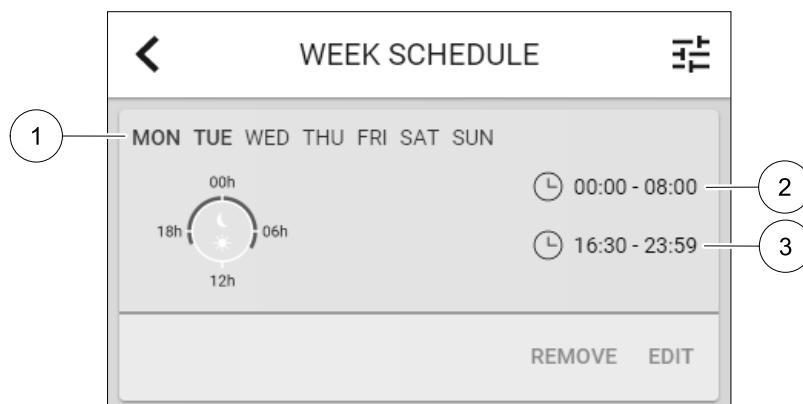 WEEK SCHEDULE
1
MON TUE WED THU FRI SAT SUN
00h
18h
06h
12h
00:00 - 08:00
2
16:30 - 23:59
3
REMOVE EDIT